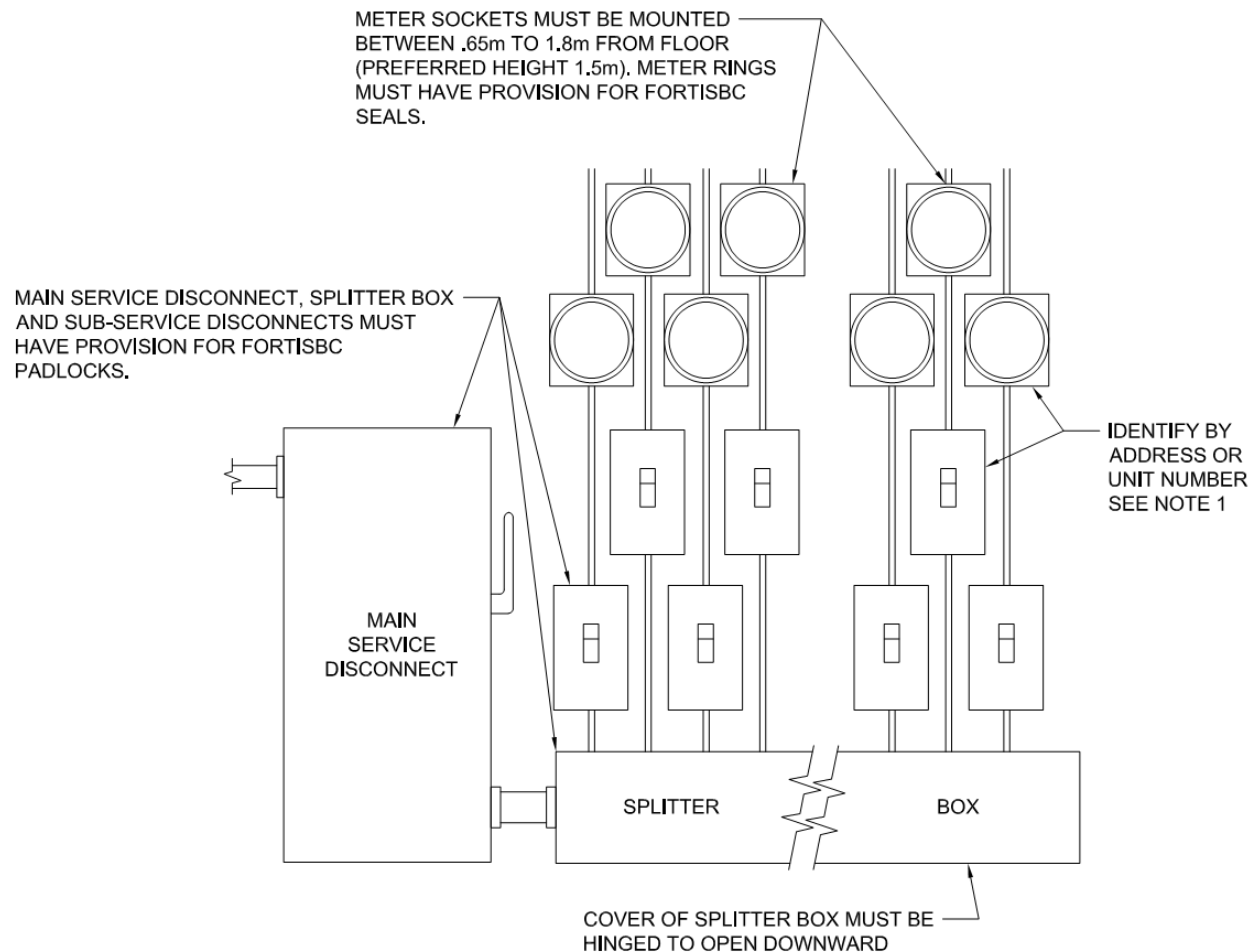 METER SOCKETS MUST BE MOUNTED
BETWEEN .65m TO 1.8m FROM FLOOR
(PREFERRED HEIGHT 1.5m). METER RINGS
MUST HAVE PROVISION FOR FORTISBC
SEALS.
MAIN SERVICE DISCONNECT, SPLITTER BOX
AND SUB-SERVICE DISCONNECTS MUST
HAVE PROVISION FOR FORTISBC
PADLOCKS.
IDENTIFY BY
ADDRESS OR
UNIT NUMBER
SEE NOTE 1
MAIN
SERVICE
DISCONNECT
SPLITTER
BOX
COVER OF SPLITTER BOX MUST BE
HINGED TO OPEN DOWNWARD